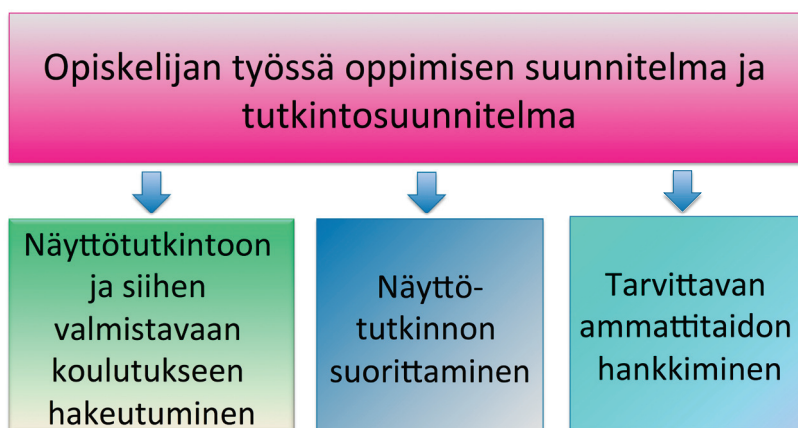 Opiskelijan työssä oppimisen suunnitelma ja
tutkintosuunnitelma
Näyttötutkintoon
ja siihen
valmistavaan
koulutukseen
hakeutuminen
Näyttö-
tutkinnon
suorittaminen
Tarvittavan
ammattitaidon
hankkiminen